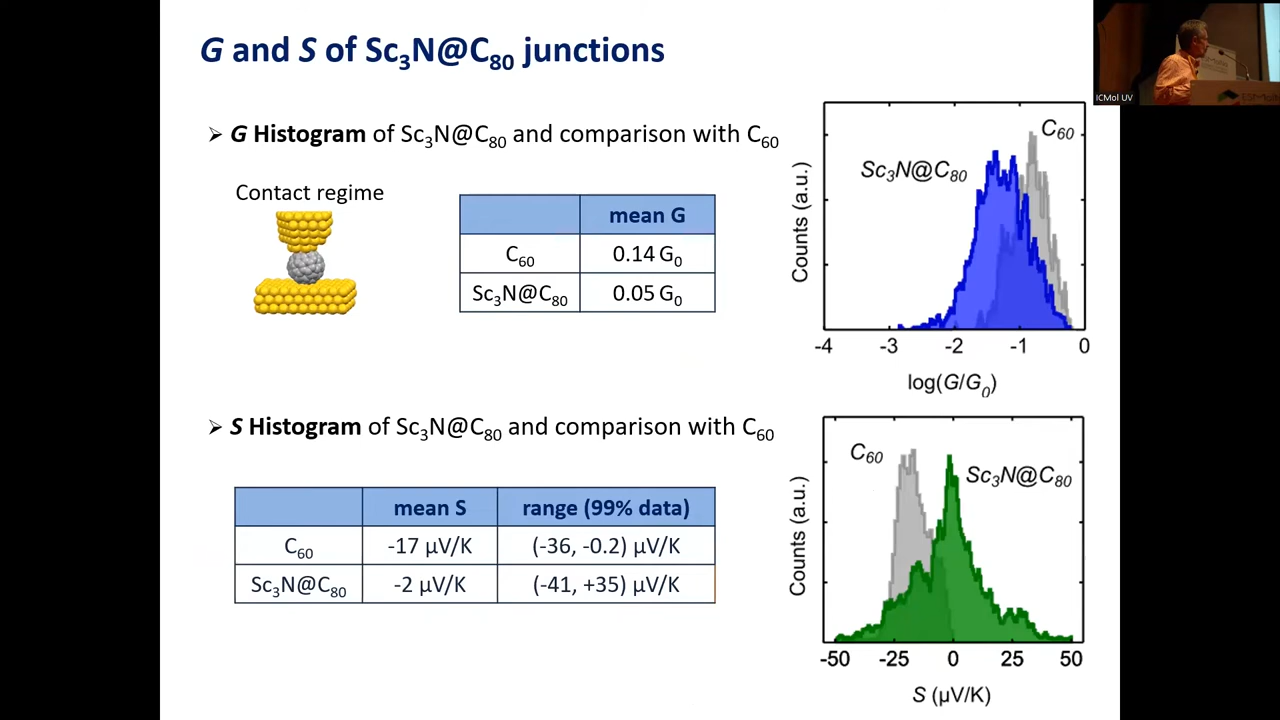 G and S of Sc3N@C80 junctions
➢ G Histogram of Sc3N@C80 and comparison with C60
Contact regime
mean G
C60 0.14 G0
Sc3N@C80 0.05 G0
Counts (a.u.)
Sc3N@C80
C60
-4 -3 -2 -1 0
log(G/G0)
➢ S Histogram of Sc3N@C80 and comparison with C60
mean S range (99% data)
C60 -17 µV/K (-36, -0.2) µV/K
Sc3N@C80 -2 µV/K (-41, +35) µV/K
Counts (a.u.)
C60
Sc3N@C80
-50 -25 0 25 50
S (µV/K)
ICMol UV